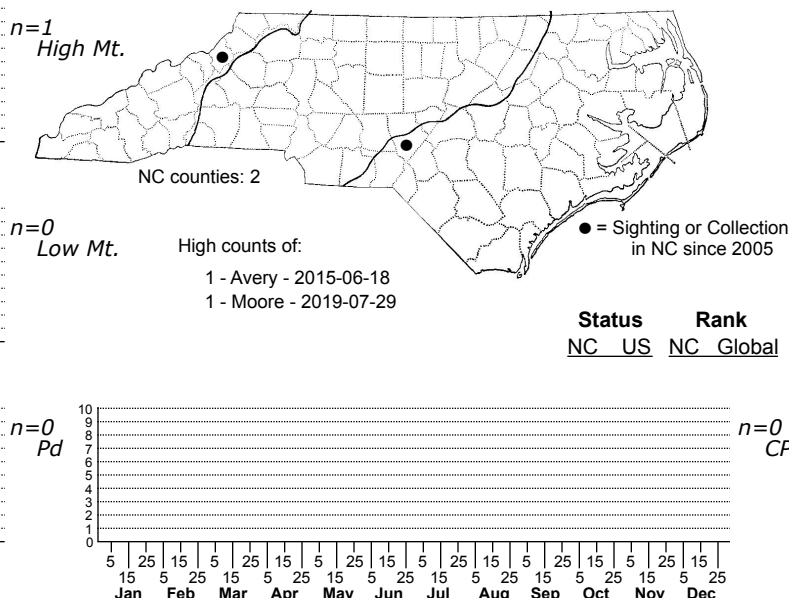 n=1
High Mt.
NC counties: 2
n=0
Low Mt.
High counts of:
1 - Avery - 2015-06-18
1 - Moore - 2019-07-29
● = Sighting or Collection
in NC since 2005
Status Rank
NC US NC Global
n=0
Pd
10
9
8
7
6
5
4
3
2
1
0
n=0
CP
5 25 15 5 25 15 5 25 15 5 25 15 5 25 15 5 25 15
15 5 25 15 5 25 15 5 25 15 5 25 15 5 25 15 5 25
Jan Feb Mar Apr May Jun Jul Aug Sep Oct Nov Dec